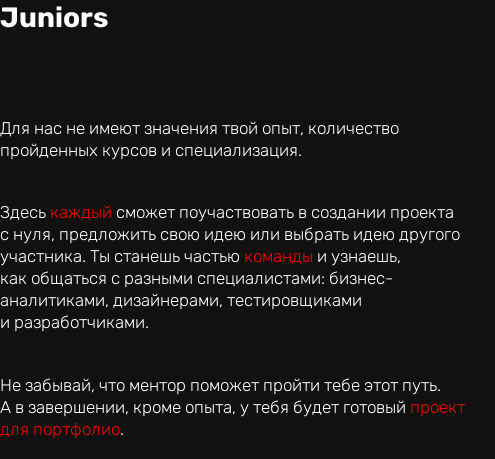 Juniors
Для нас не имеют значения твой опыт, количество
пройденных курсов и специализация.
Здесь каждый сможет поучаствовать в создании проекта
с нуля, предложить свою идею или выбрать идею другого
участника. Ты станешь частью команды и узнаешь,
как общаться с разными специалистами: бизнес-
аналитиками, дизайнерами, тестировщиками
и разработчиками.
Не забывай, что ментор поможет пройти тебе этот путь.
А в завершении, кроме опыта, у тебя будет готовый проект
для портфолио.